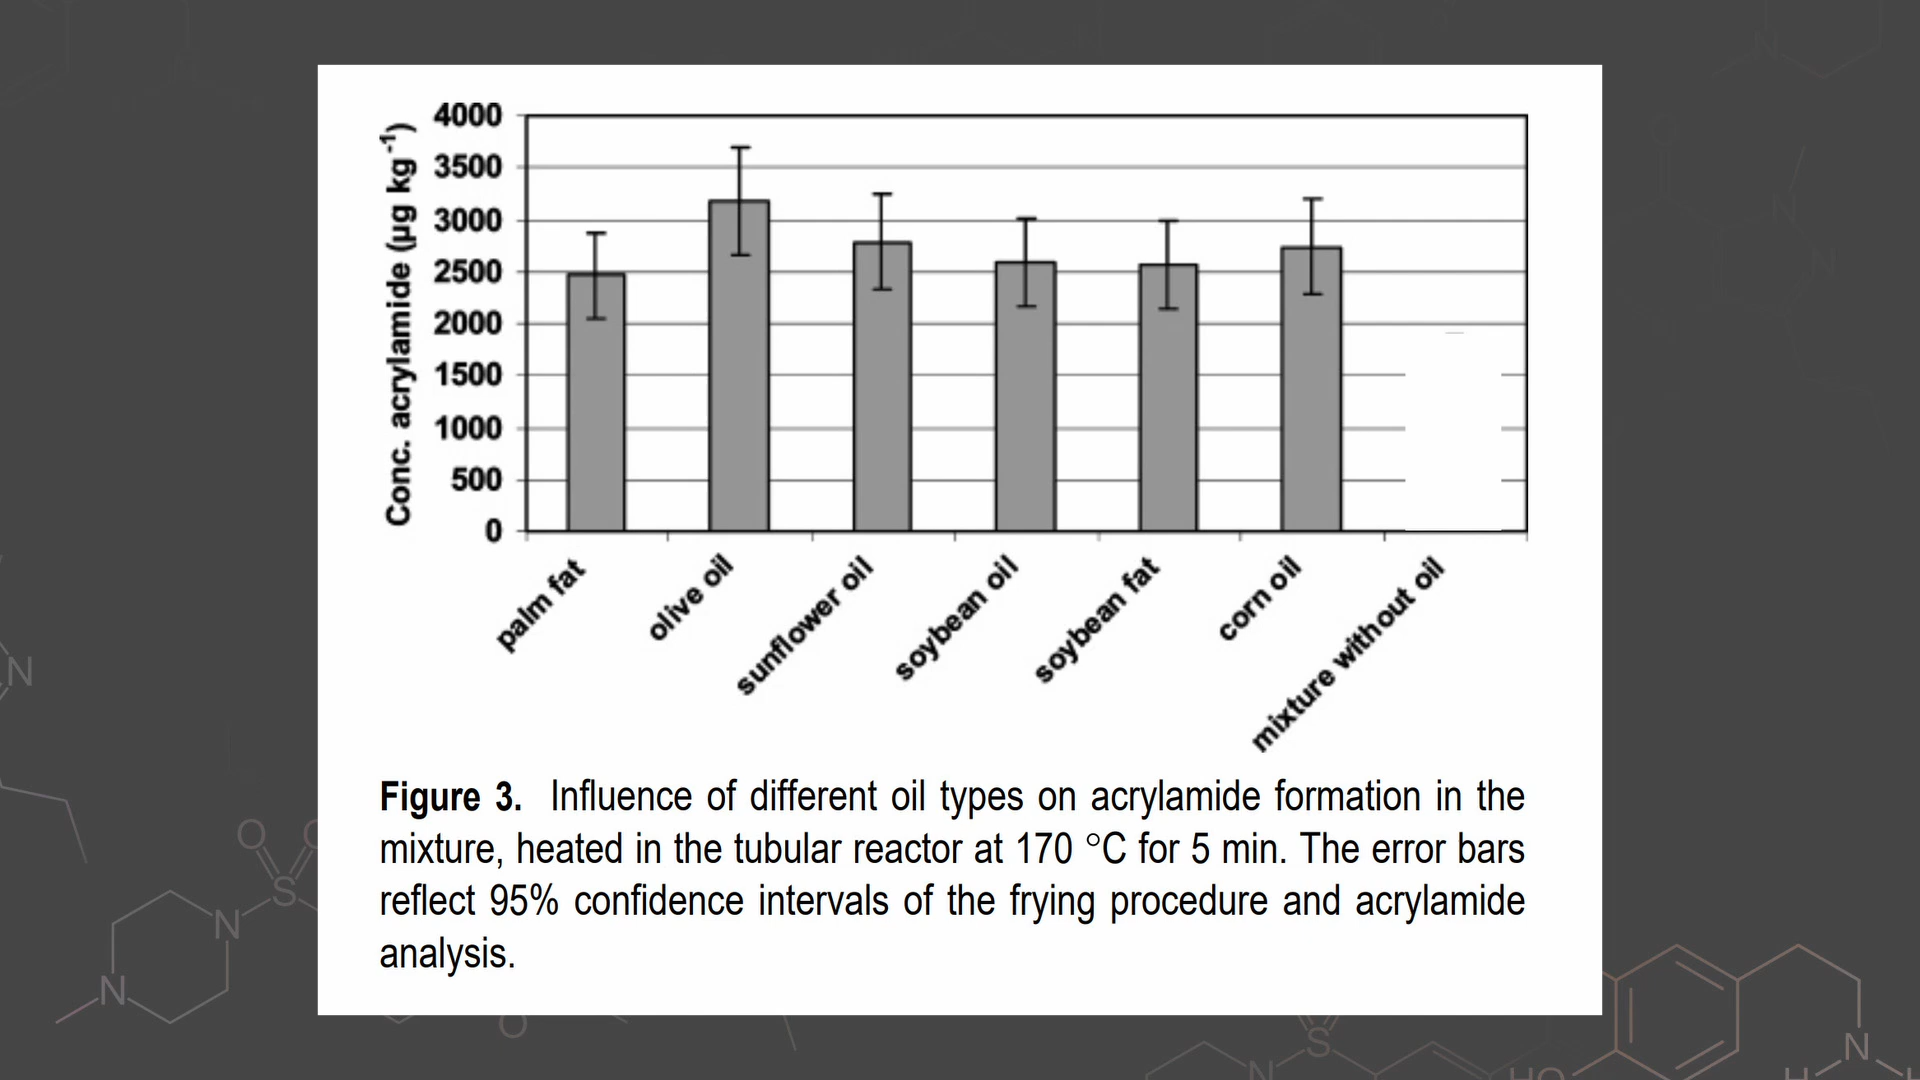 4000
3500
3000
2500
2000
1500
1000
500
0
Conc. acrylamide (µg kg⁻¹)
palm fat
olive oil
sunflower oil
soybean oil
soybean fat
corn oil
mixture without oil
Figure 3. Influence of different oil types on acrylamide formation in the
mixture, heated in the tubular reactor at 170 °C for 5 min. The error bars
reflect 95% confidence intervals of the frying procedure and acrylamide
analysis.
N
O
O
S
N
N
O
S
N
HO
N
H
H
N
N
N